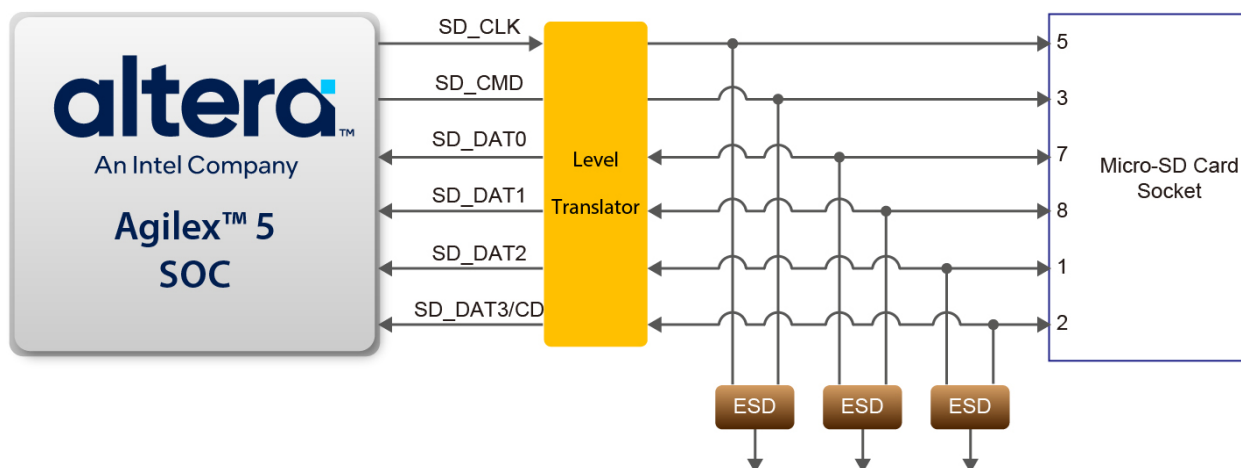 altera™
An Intel Company
Agilex™ 5
SOC
SD_CLK
SD_CMD
SD_DAT0
SD_DAT1
SD_DAT2
SD_DAT3/CD
Level
Translator
5
3
7
8
1
2
Micro-SD Card
Socket
ESD
ESD
ESD